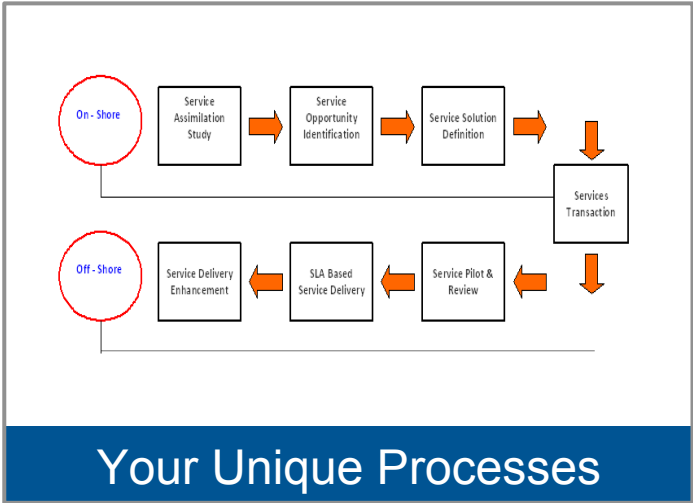 On - Shore
Service
Assimilation
Study
Service
Opportunity
Identification
Service Solution
Definition
Services
Transaction
Off - Shore
Service Delivery
Enhancement
SLA Based
Service Delivery
Service Pilot &
Review
Your Unique Processes